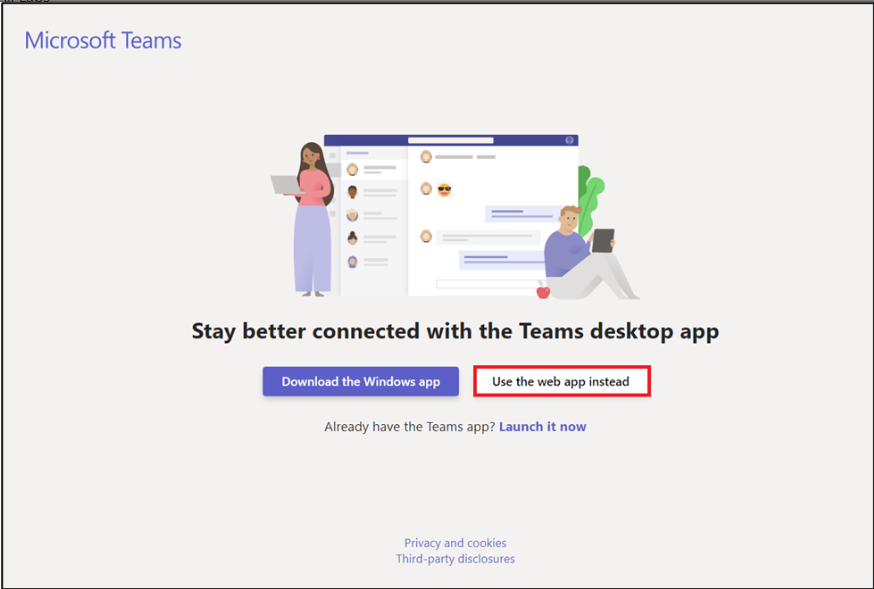 Microsoft Teams
Stay better connected with the Teams desktop app
Download the Windows app
Use the web app instead
Already have the Teams app? Launch it now
Privacy and cookies
Third-party disclosures